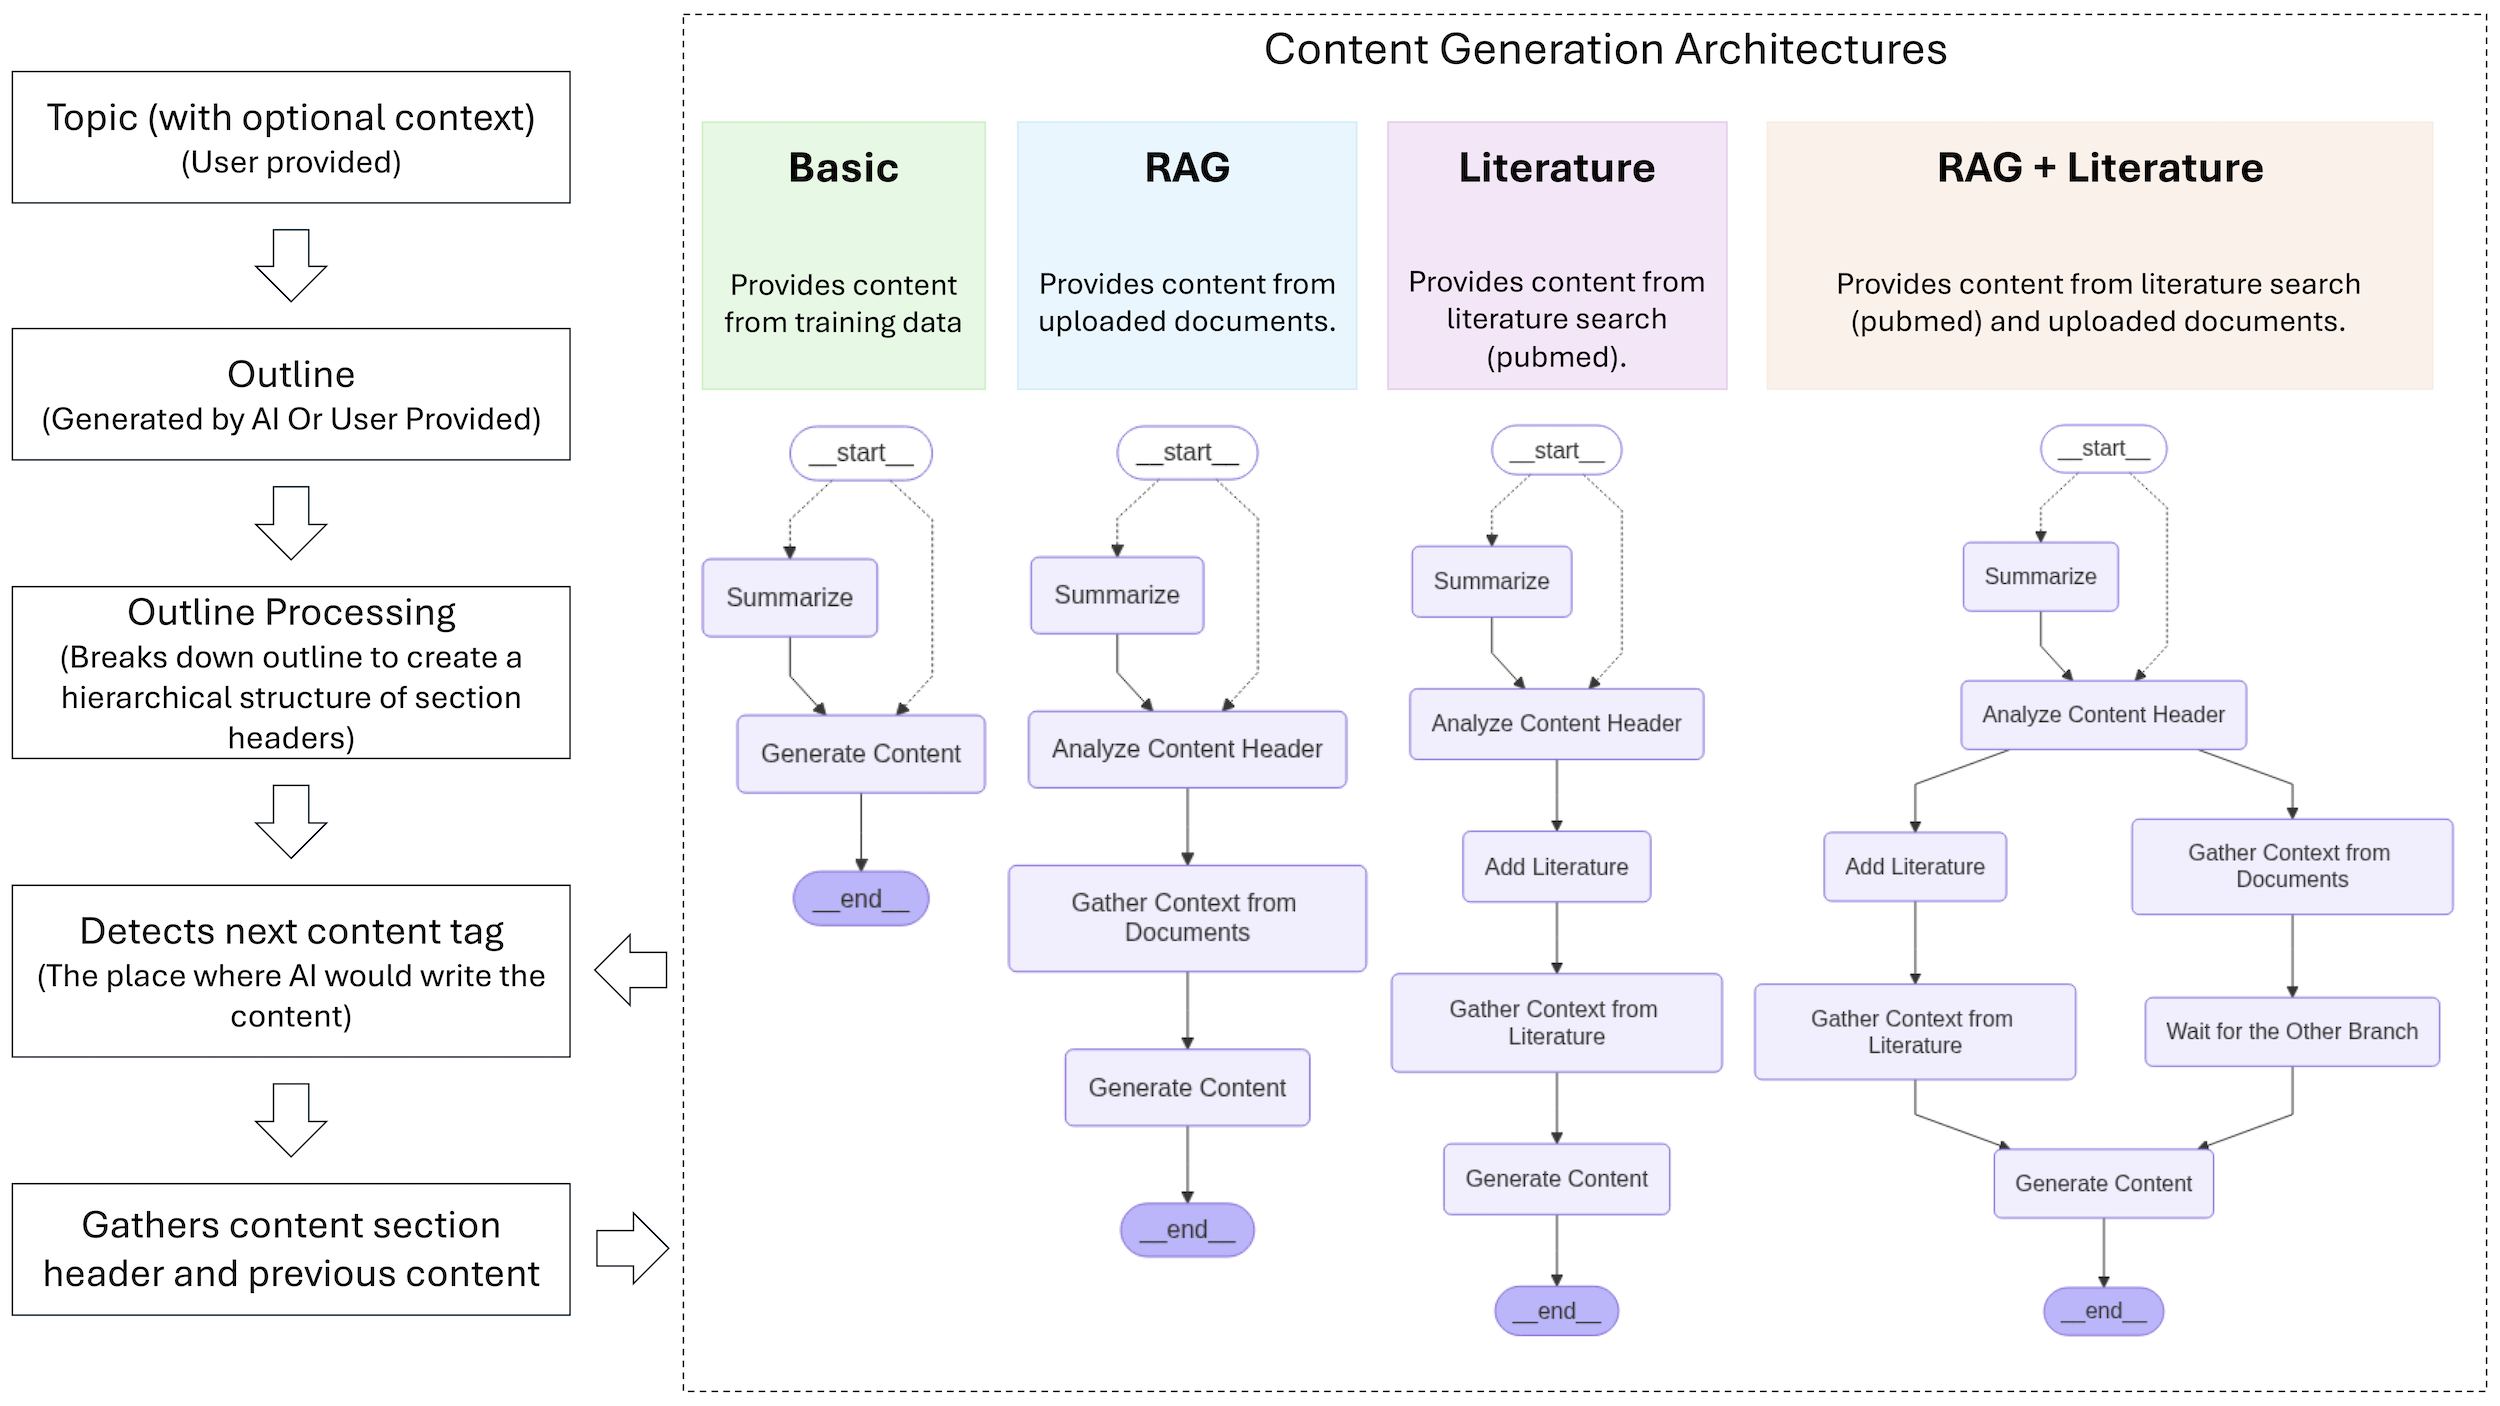 Topic (with optional context)
(User provided)
Outline
(Generated by AI Or User Provided)
Outline Processing
(Breaks down outline to create a
hierarchical structure of section
headers)
Detects next content tag
(The place where AI would write the
content)
Gathers content section
header and previous content
Content Generation Architectures
Basic
Provides content
from training data
__start__
Summarize
Generate Content
__end__
RAG
Provides content from
uploaded documents.
__start__
Summarize
Analyze Content Header
Gather Context from
Documents
Generate Content
__end__
Literature
Provides content from
literature search
(pubmed).
__start__
Summarize
Analyze Content Header
Add Literature
Gather Context from
Literature
Generate Content
__end__
RAG + Literature
Provides content from literature search
(pubmed) and uploaded documents.
__start__
Summarize
Analyze Content Header
Add Literature
Gather Context from
Literature
Gather Context from
Documents
Wait for the Other Branch
Generate Content
__end__